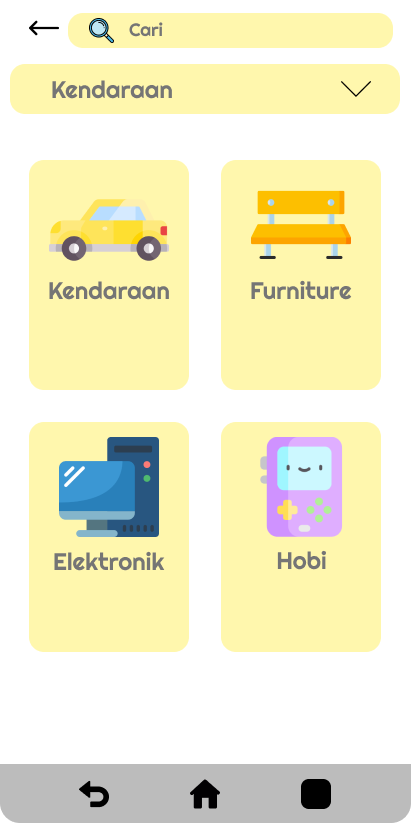 Cari
Kendaraan
Kendaraan
Furniture
Elektronik
Hobi